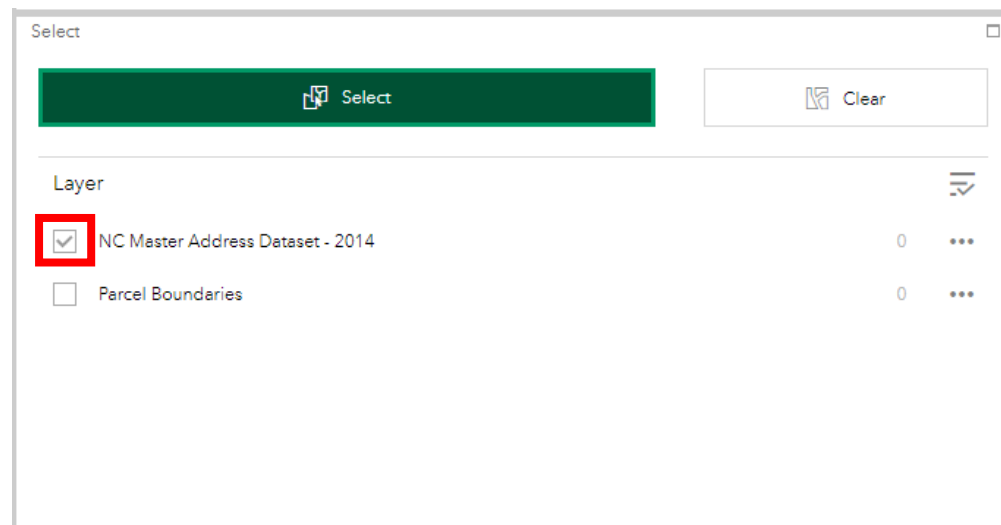 Select
Select
Clear
Layer
NC Master Address Dataset - 2014
0
Parcel Boundaries
0